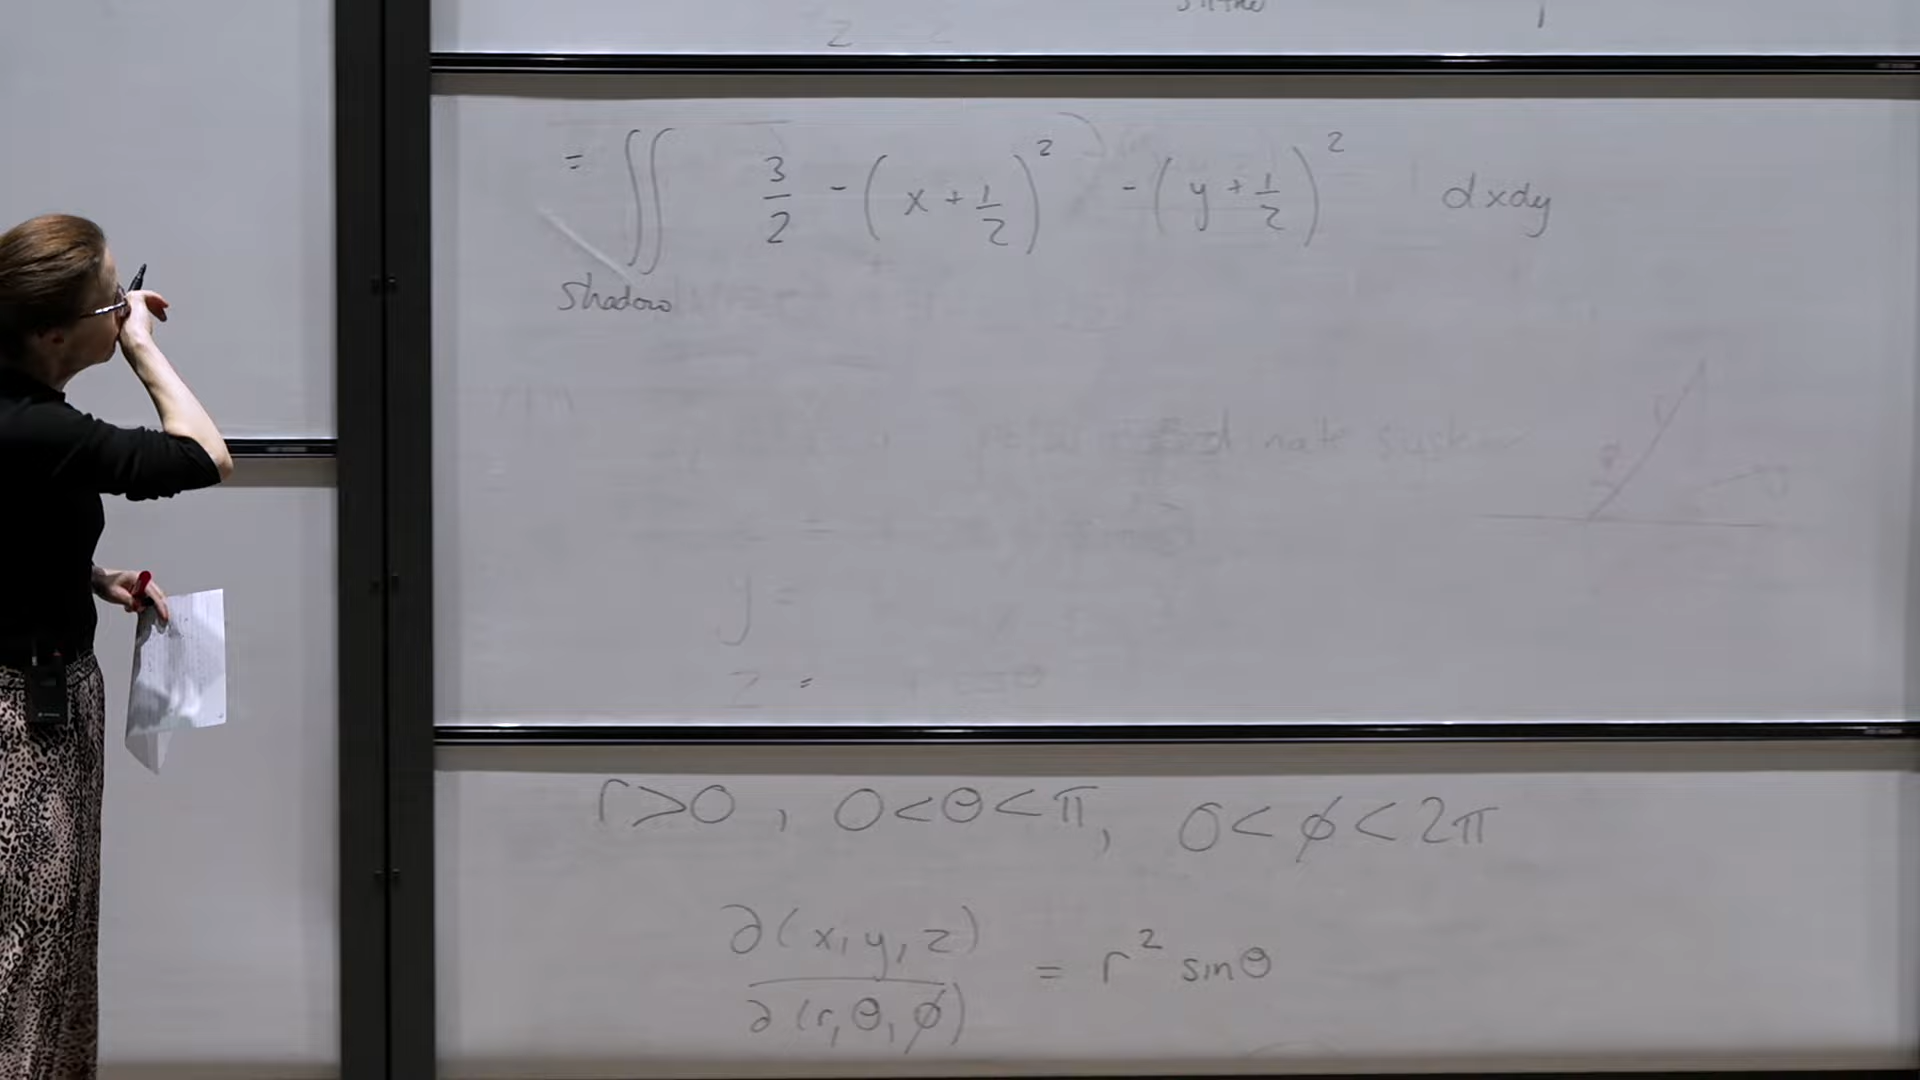 = ∬ 3/2 - (x + 1/2)² - (y + 1/2)² dxdy
shadow
y =
z =
r>0, 0<θ<π, 0<ϕ<2π
∂(x,y,z)/∂(r,θ,ϕ) = r² sinθ